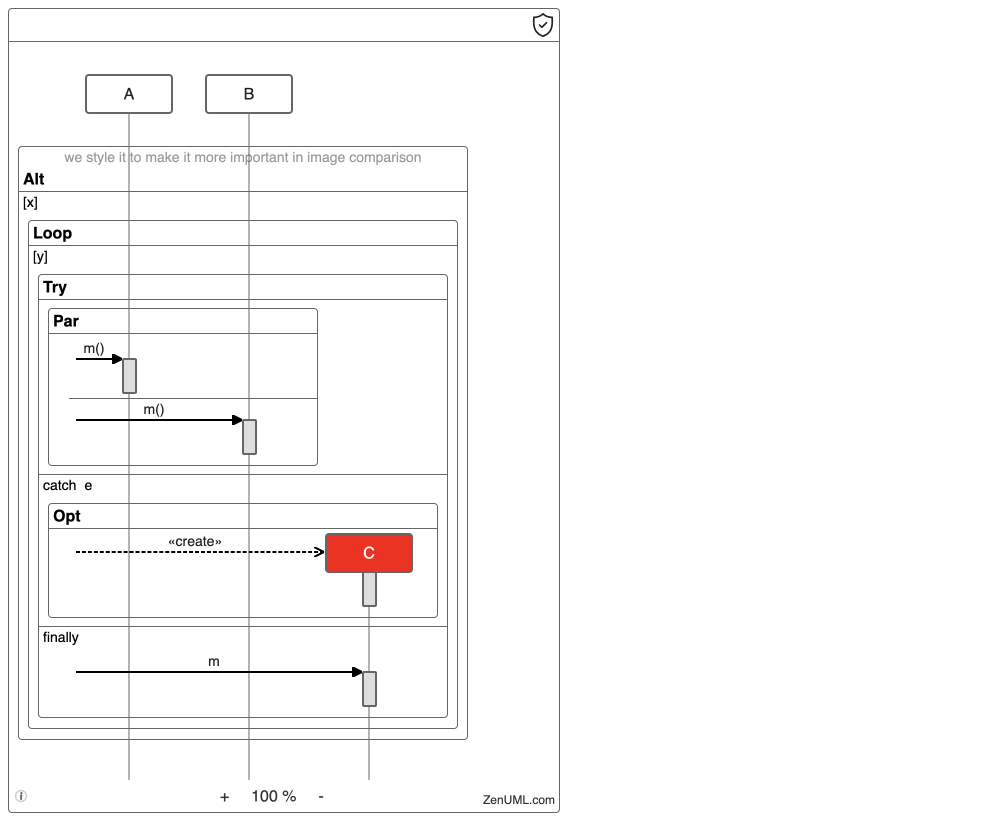 A
B
we style it to make it more important in image comparison
Alt
[x]
Loop
[y]
Try
Par
m()
m()
catch e
Opt
«create»
C
finally
m
+ 100 % -
ZenUML.com